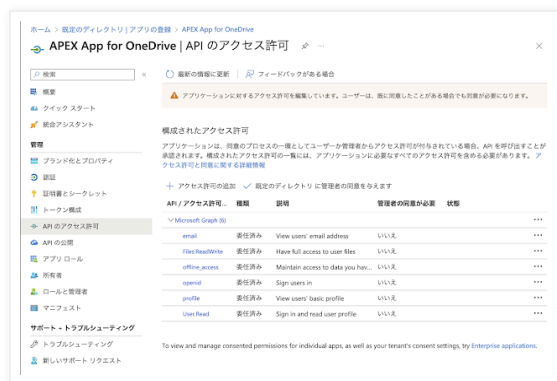 ホーム > 既定のディレクトリ | アプリの登録 > APEX App for OneDrive
APEX App for OneDrive | API のアクセス許可
検索
最新の情報に更新
フィードバックがある場合
概要
クイック スタート
統合アシスタント
管理
ブランド化とプロパティ
認証
証明書とシークレット
トークン構成
API のアクセス許可
API の公開
アプリ ロール
所有者
ロールと管理者
マニフェスト
サポート + トラブルシューティング
トラブルシューティング
新しいサポート リクエスト
アプリケーションに対するアクセス許可を編集しています。ユーザーは、既に同意したことがある場合でも同意が必要になります。
構成されたアクセス許可
アプリケーションは、同意のプロセスの一環としてユーザーか管理者からアクセス許可が付与されている場合、API を呼び出すことが
承認されます。構成されたアクセス許可の一覧には、アプリケーションに必要なすべてのアクセス許可を含める必要があります。 ア
クセス許可と同意に関する詳細情報
アクセス許可の追加 既定のディレクトリ に管理者の同意を与えます
API / アクセス許可... 種類 説明 管理者の同意が必要 状態
Microsoft Graph (6)
email 委任済み View users' email address いいえ
Files.ReadWrite 委任済み Have full access to user files いいえ
offline_access 委任済み Maintain access to data you hav... いいえ
openid 委任済み Sign users in いいえ
profile 委任済み View users' basic profile いいえ
User.Read 委任済み Sign in and read user profile いいえ
To view and manage consented permissions for individual apps, as well as your tenant's consent settings, try Enterprise applications.